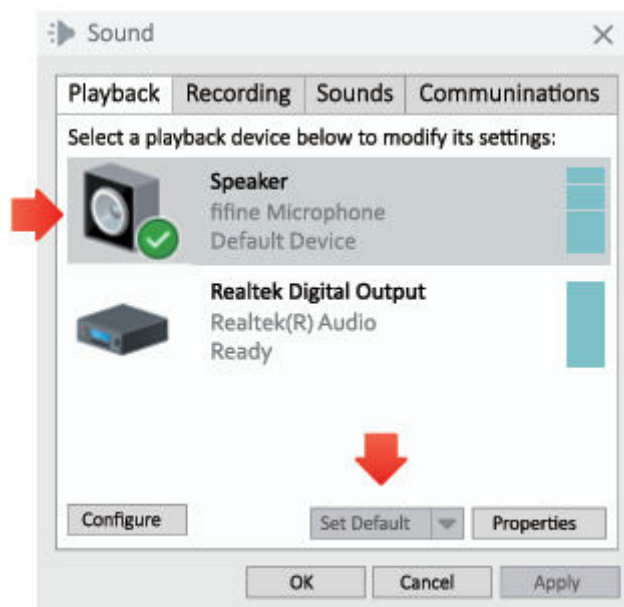 Sound
Playback Recording Sounds Communinations
Select a playback device below to modify its settings:
Speaker
fifine Microphone
Default Device
Realtek Digital Output
Realtek(R) Audio
Ready
Configure Set Default Properties
OK Cancel Apply